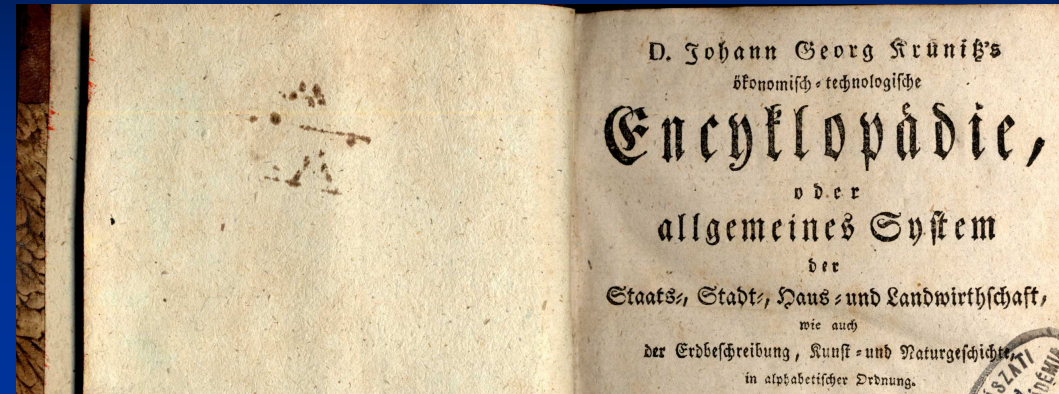 D. Johann Georg Krünitz's
ökonomisch-technologische
Encyklopädie,
oder
allgemeines System
der
Staats-, Stadt-, Haus- und Landwirthschaft,
wie auch
der Erdbeschreibung, Kunst- und Naturgeschichte,
in alphabetischer Ordnung.